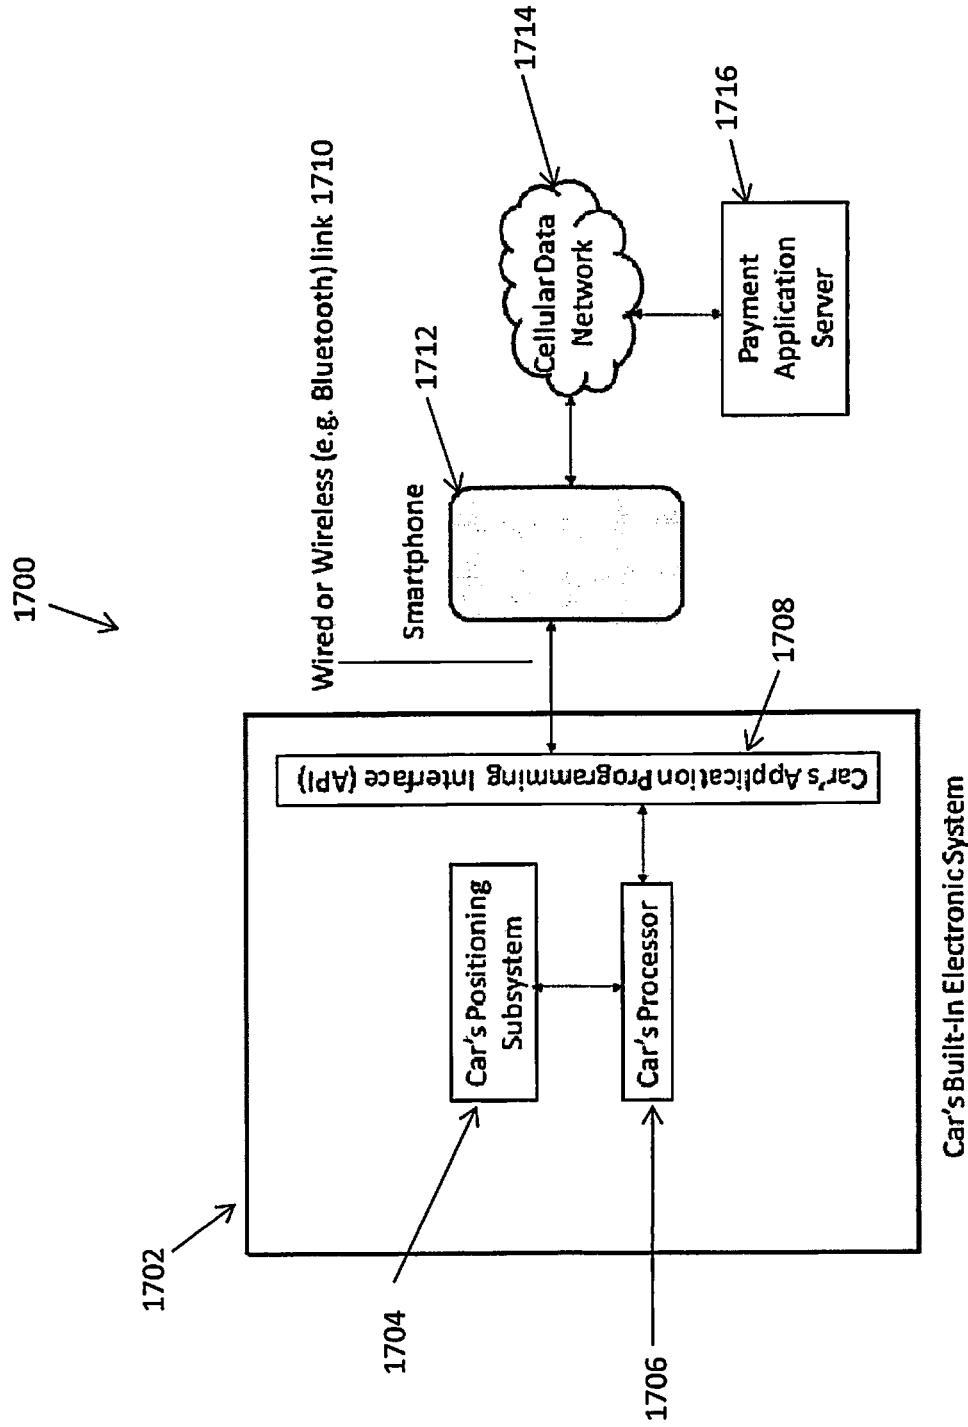 1700
Wired or Wireless (e.g. Bluetooth) link 1710
1702
1704
1706
Car's Positioning
Subsystem
Car's Processor
Car's Application Programming Interface (API)
1708
Smartphone
1712
Cellular Data
Network
1714
Payment
Application
Server
1716
Car's Built-In Electronic System